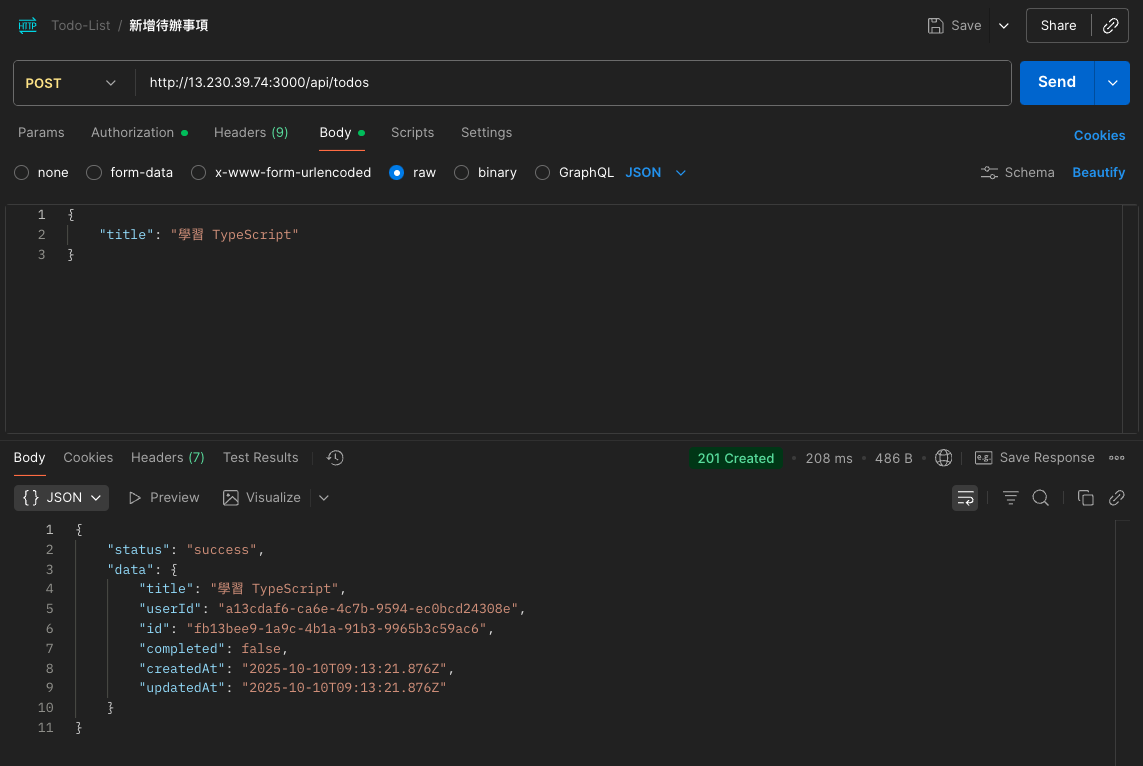 HTTP Todo-List / 新增待辦事項 Save Share
POST http://13.230.39.74:3000/api/todos Send
Params Authorization Headers (9) Body Scripts Settings Cookies
none form-data x-www-form-urlencoded raw binary GraphQL JSON Schema Beautify
1 {
2 "title": "學習 TypeScript"
3 }
Body Cookies Headers (7) Test Results 201 Created 208 ms 486 B e.g. Save Response
{} JSON Preview Visualize
1 {
2 "status": "success",
3 "data": {
4 "title": "學習 TypeScript",
5 "userId": "a13cdaf6-ca6e-4c7b-9594-ec0bcd24308e",
6 "id": "fb13bee9-1a9c-4b1a-91b3-9965b3c59ac6",
7 "completed": false,
8 "createdAt": "2025-10-10T09:13:21.876Z",
9 "updatedAt": "2025-10-10T09:13:21.876Z"
10 }
11 }